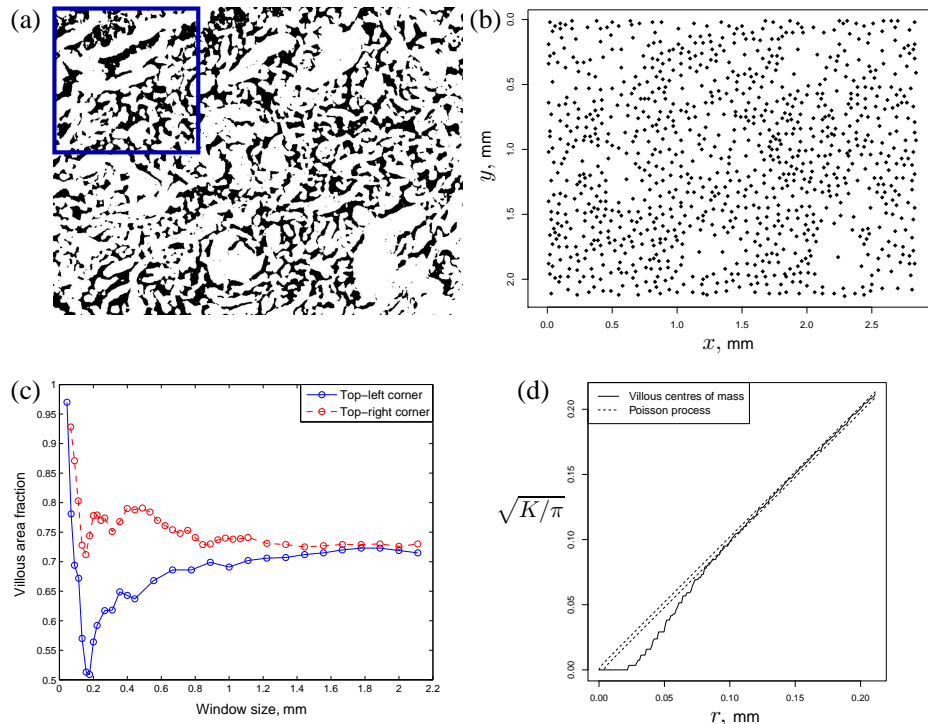 (a)
(b)
0.0
0.5
1.0
1.5
2.0
y, mm
0.0 0.5 1.0 1.5 2.0 2.5
x, mm
(c)
1
0.95
0.9
0.85
0.8
0.75
0.7
0.65
0.6
0.55
0.5
Villous area fraction
Top-left corner
Top-right corner
0 0.2 0.4 0.6 0.8 1 1.2 1.4 1.6 1.8 2 2.2
Window size, mm
(d)
Villous centres of mass
Poisson process
0.20
0.15
0.10
0.05
0.00
√K/π
0.00 0.05 0.10 0.15 0.20
r, mm